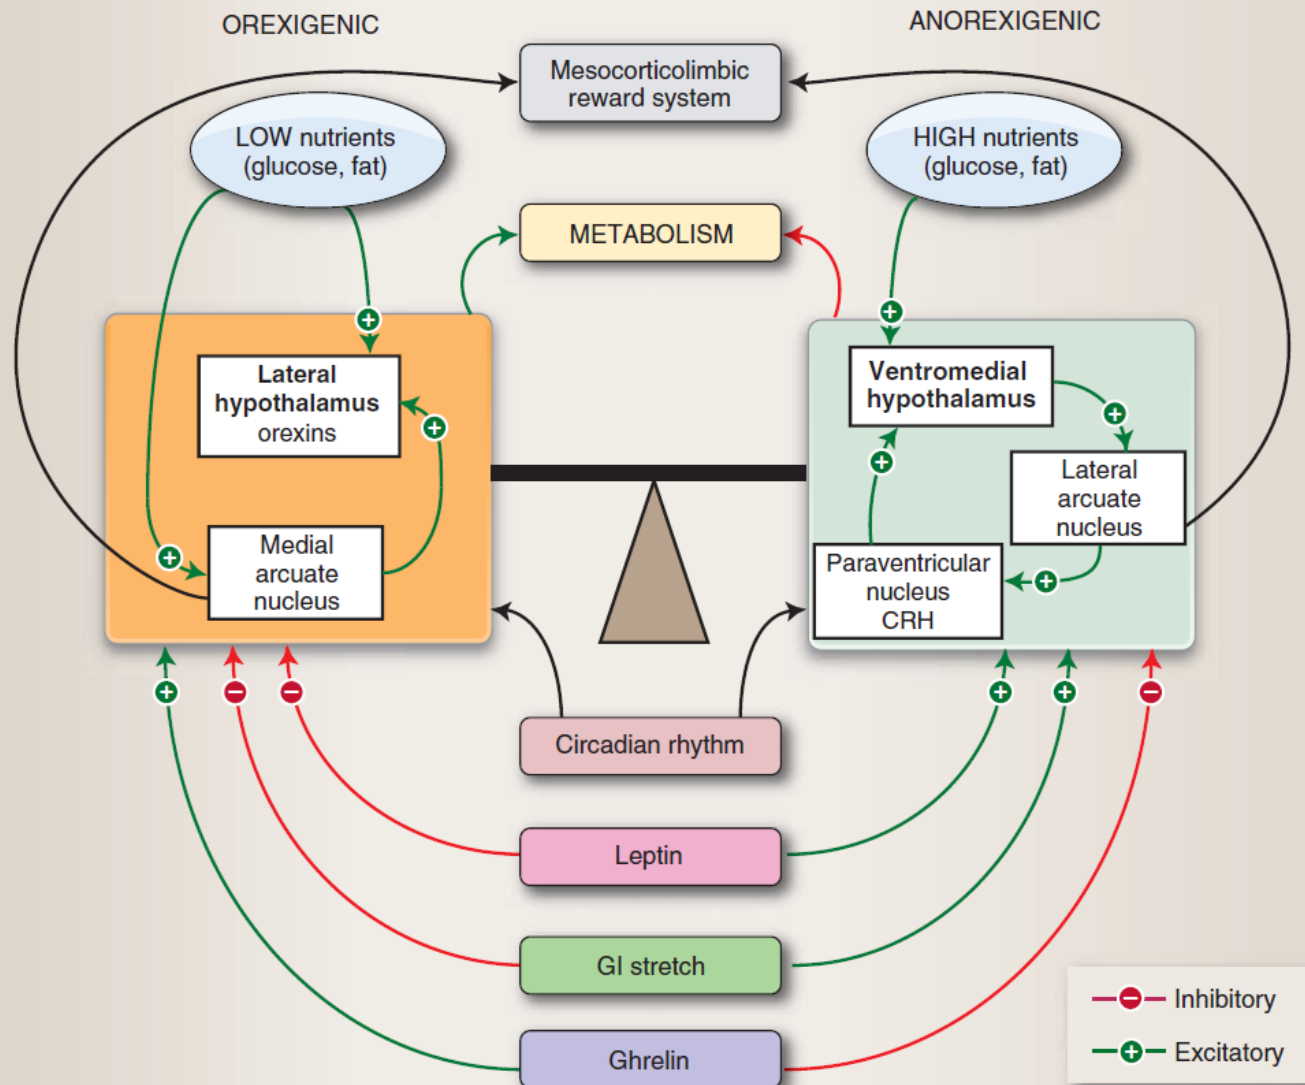 OREXIGENIC
ANOREXIGENIC
Mesocorticolimbic
reward system
LOW nutrients
(glucose, fat)
HIGH nutrients
(glucose, fat)
METABOLISM
+
+
Lateral
hypothalamus
orexins
+
Ventromedial
hypothalamus
+
+
Lateral
arcuate
nucleus
+
Medial
arcuate
nucleus
Paraventricular
nucleus
CRH
+
+
−
−
+
+
−
Circadian rhythm
Leptin
GI stretch
Ghrelin
− Inhibitory
+ Excitatory